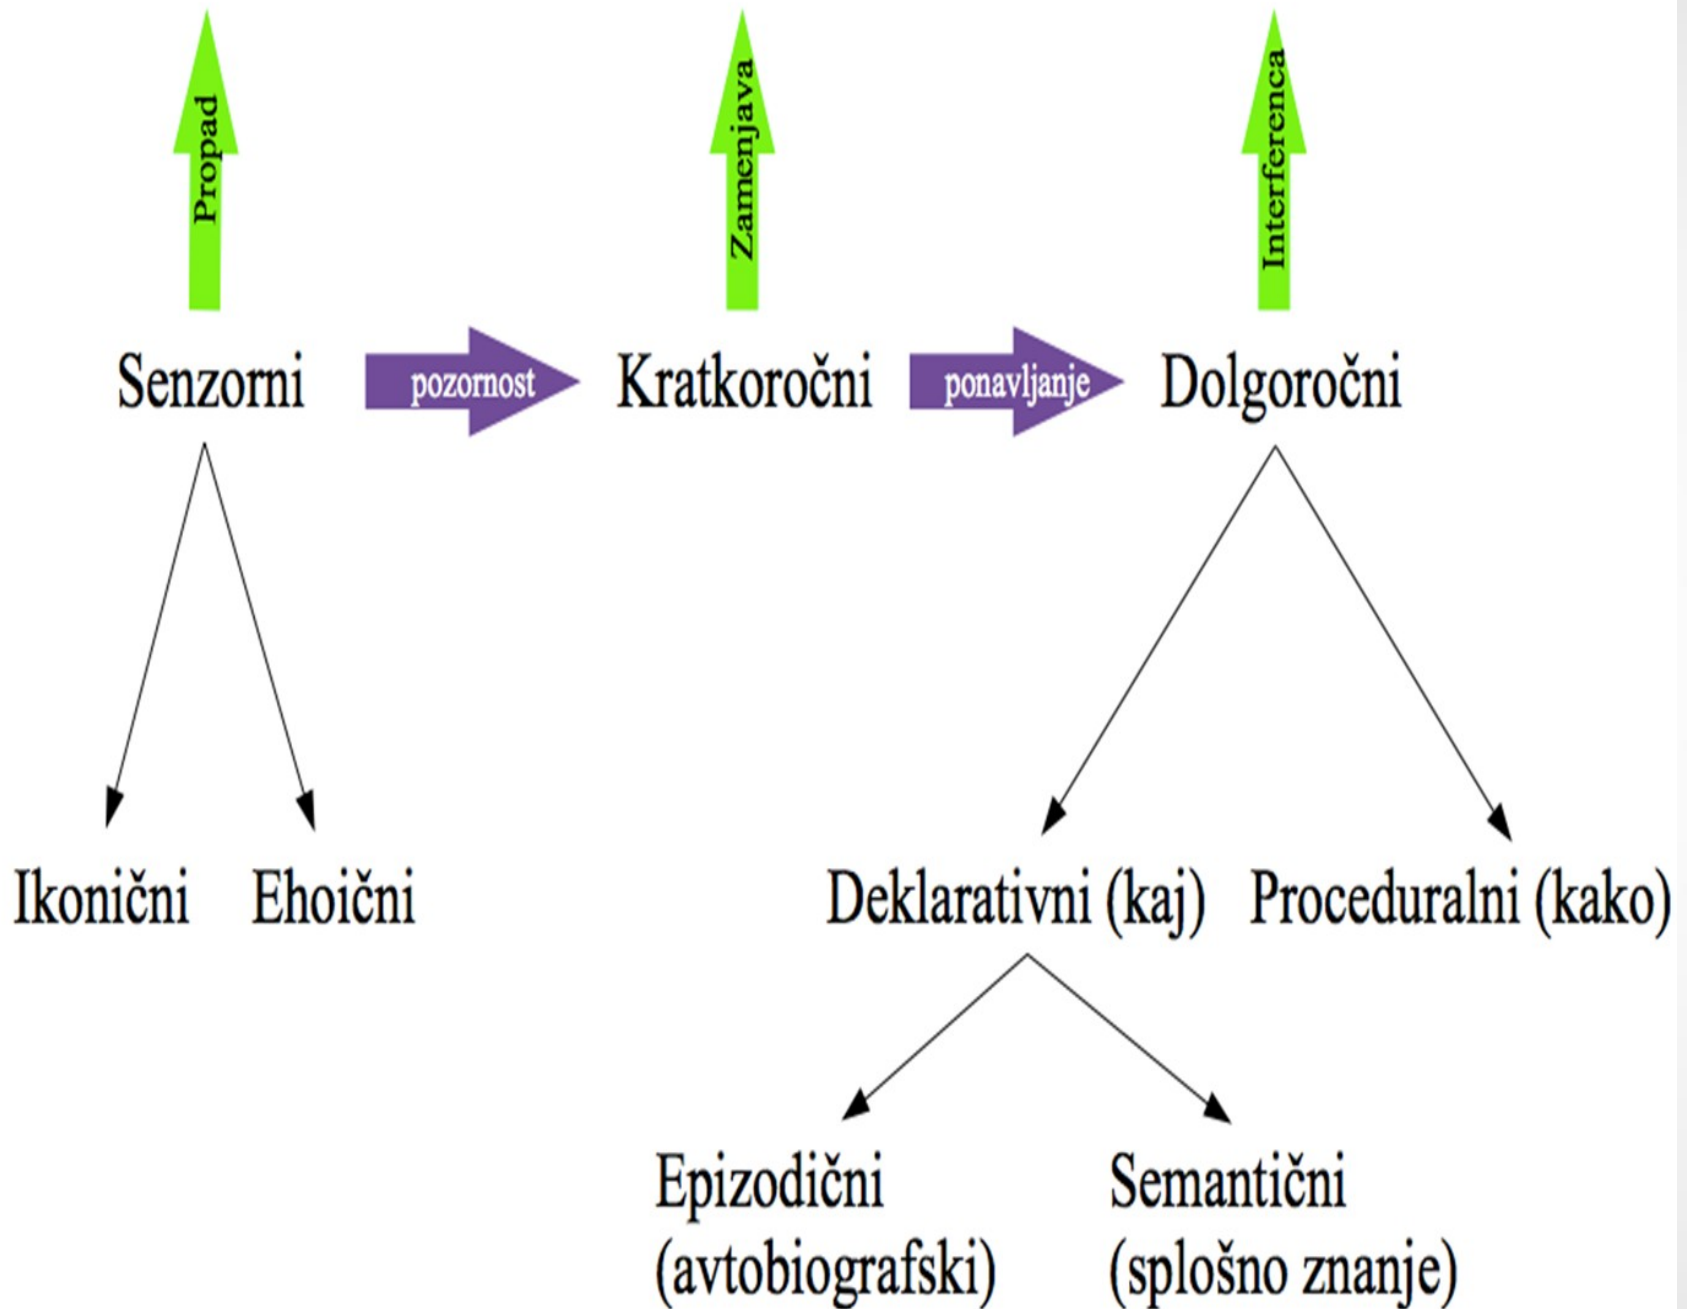 Propad
Zamenjava
Interferenca
Senzorni
pozornost
Kratkoročni
ponavljanje
Dolgoročni
Ikonični
Ehoični
Deklarativni (kaj)
Proceduralni (kako)
Epizodični
(avtobiografski)
Semantični
(splošno znanje)